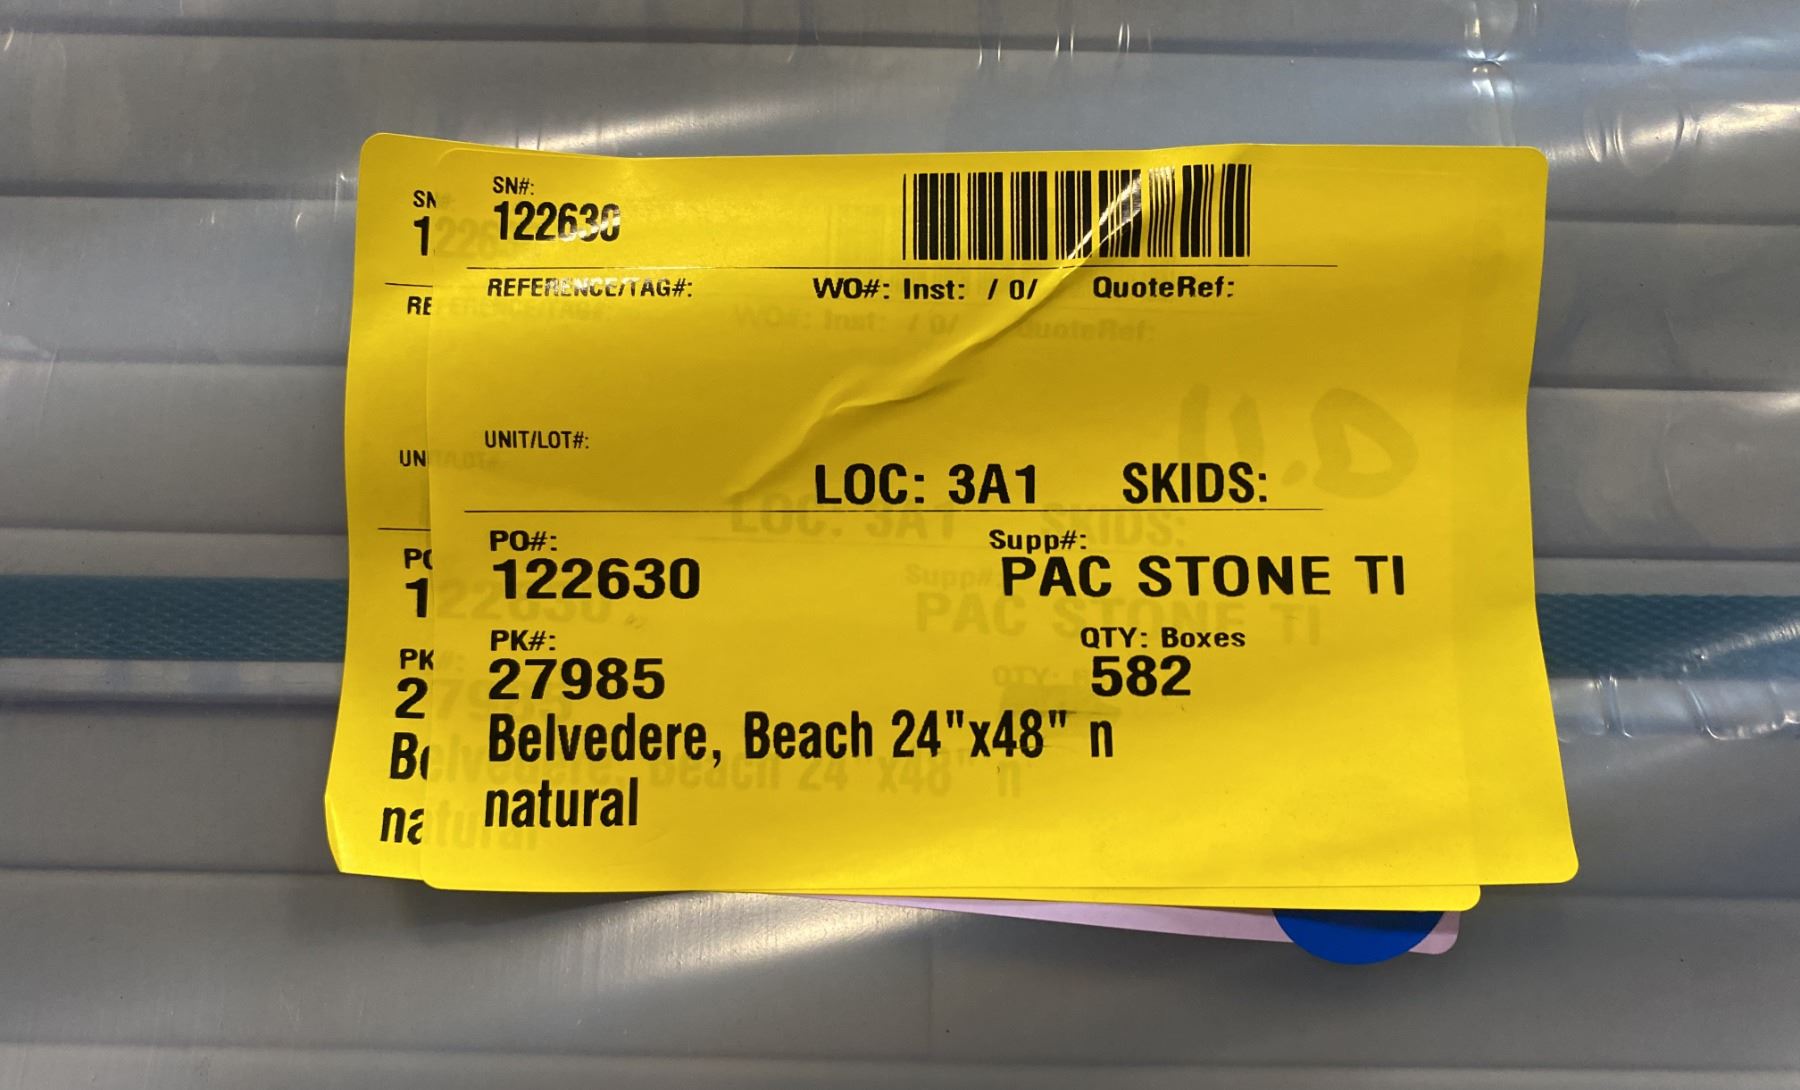 SN#:
122630
REFERENCE/TAG#: WO#: Inst: / 0/ QuoteRef:
UNIT/LOT#:
LOC: 3A1 SKIDS:
PO#: Supp#:
122630 PAC STONE TI
PK#: QTY: Boxes
27985 582
Belvedere, Beach 24"x48" n
natural